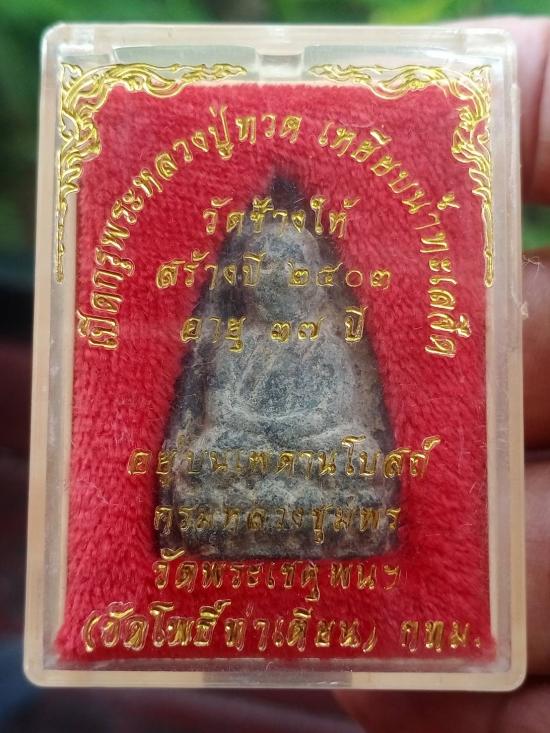 เปิดกรุพระหลวงปู่ทวด เหยียบน้ำทะเลจืด
วัดช้างให้
สร้างปี ๒๕๐๓
อายุ ๓๗ ปี
อยู่บนเพดานโบสถ์
กรมหลวงชุมพร
วัดพระเชตุพนฯ
(วัดโพธิ์ท่าเตียน) กทม.